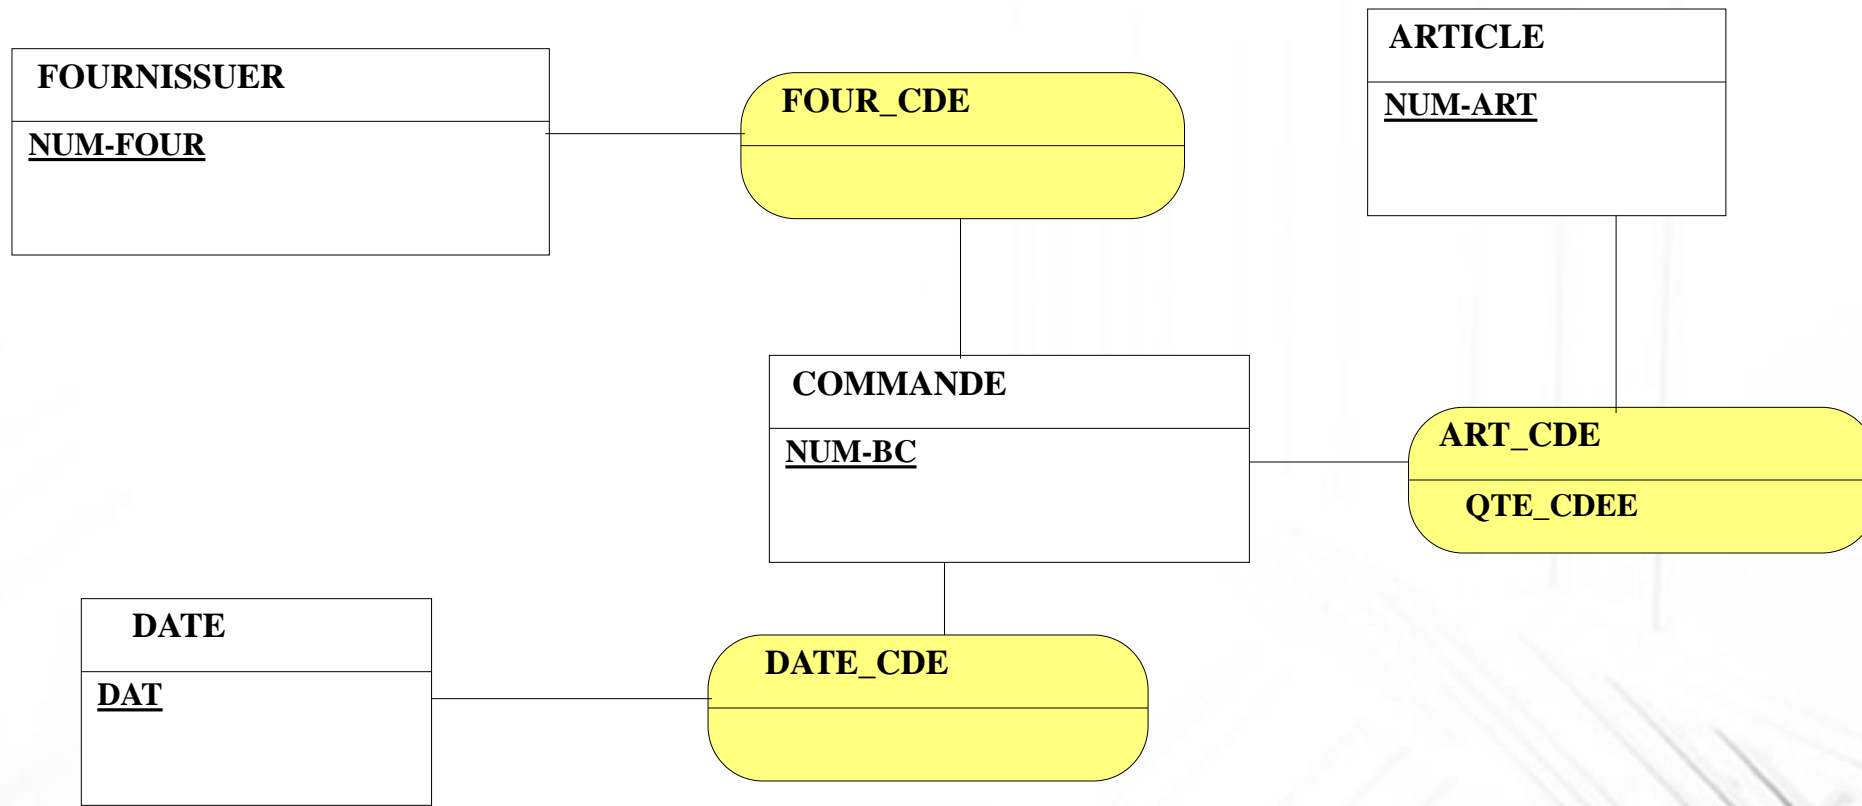 FOURNISSUER
NUM-FOUR
FOUR_CDE
ARTICLE
NUM-ART
COMMANDE
NUM-BC
ART_CDE
QTE_CDEE
DATE
DAT
DATE_CDE